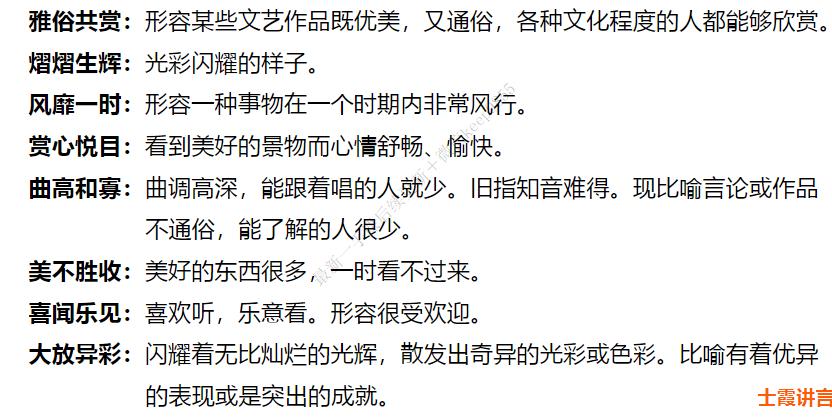 雅俗共赏：形容某些文艺作品既优美，又通俗，各种文化程度的人都能够欣赏。
熠熠生辉：光彩闪耀的样子。
风靡一时：形容一种事物在一个时期内非常风行。
赏心悦目：看到美好的景物而心情舒畅、愉快。
曲高和寡：曲调高深，能跟着唱的人就少。旧指知音难得。现比喻言论或作品
不通俗，能了解的人很少。
美不胜收：美好的东西很多，一时看不过来。
喜闻乐见：喜欢听，乐意看。形容很受欢迎。
大放异彩：闪耀着无比灿烂的光辉，散发出奇异的光彩或色彩。比喻有着优异
的表现或是突出的成就。
士霞讲言